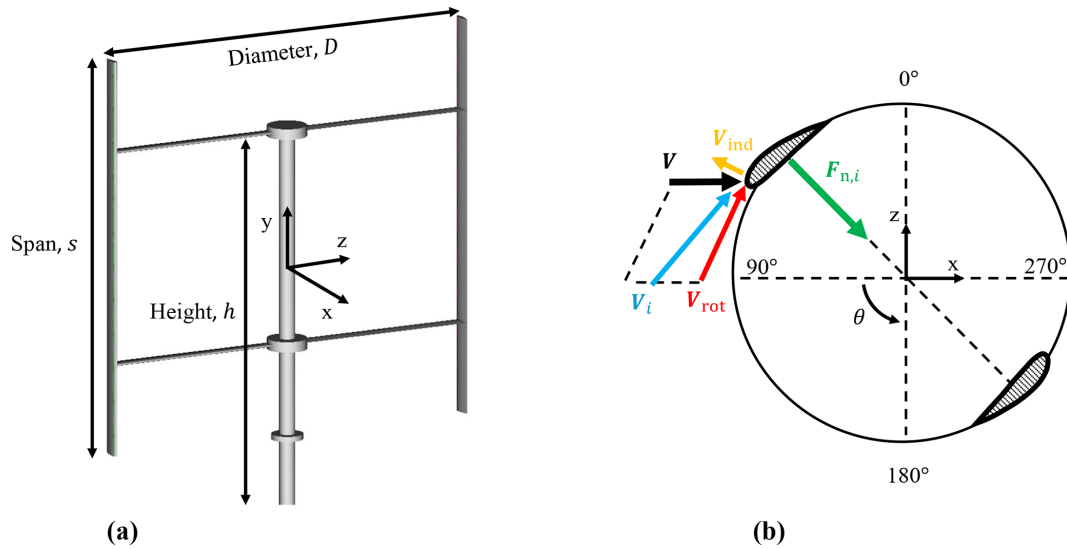 Diameter, D
Span, s
Height, h
y
z
x
(a)
0°
V_ind
V
F_n,i
z
x
90°
270°
θ
V_i
V_rot
180°
(b)